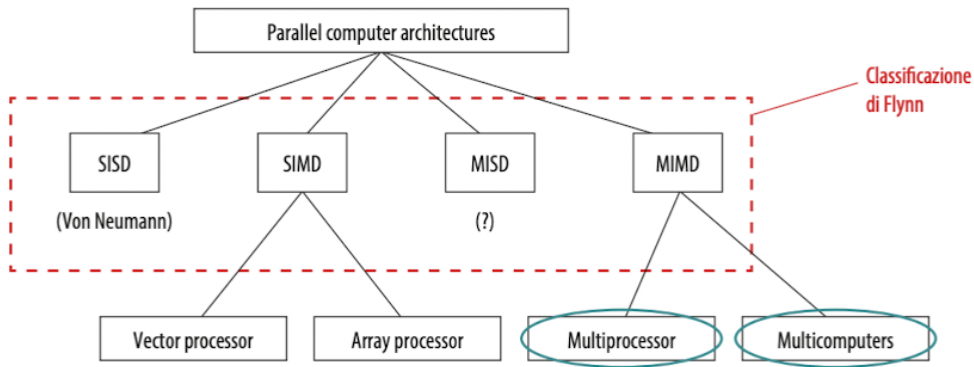 Parallel computer architectures
Classificazione
di Flynn
SISD
SIMD
MISD
MIMD
(Von Neumann)
(?)
Vector processor
Array processor
Multiprocessor
Multicomputers